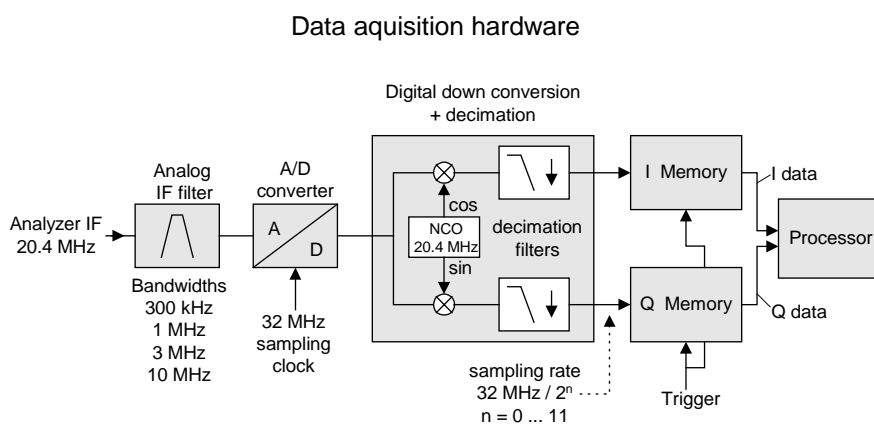 Data aquisition hardware
Digital down conversion
+ decimation
Analog
IF filter
A/D
converter
Analyzer IF
20.4 MHz
A
D
cos
NCO
20.4 MHz
sin
decimation
filters
I Memory
I data
Processor
Q Memory
Q data
Bandwidths
300 kHz
1 MHz
3 MHz
10 MHz
32 MHz
sampling
clock
sampling rate
32 MHz / 2ⁿ
n = 0 ... 11
Trigger